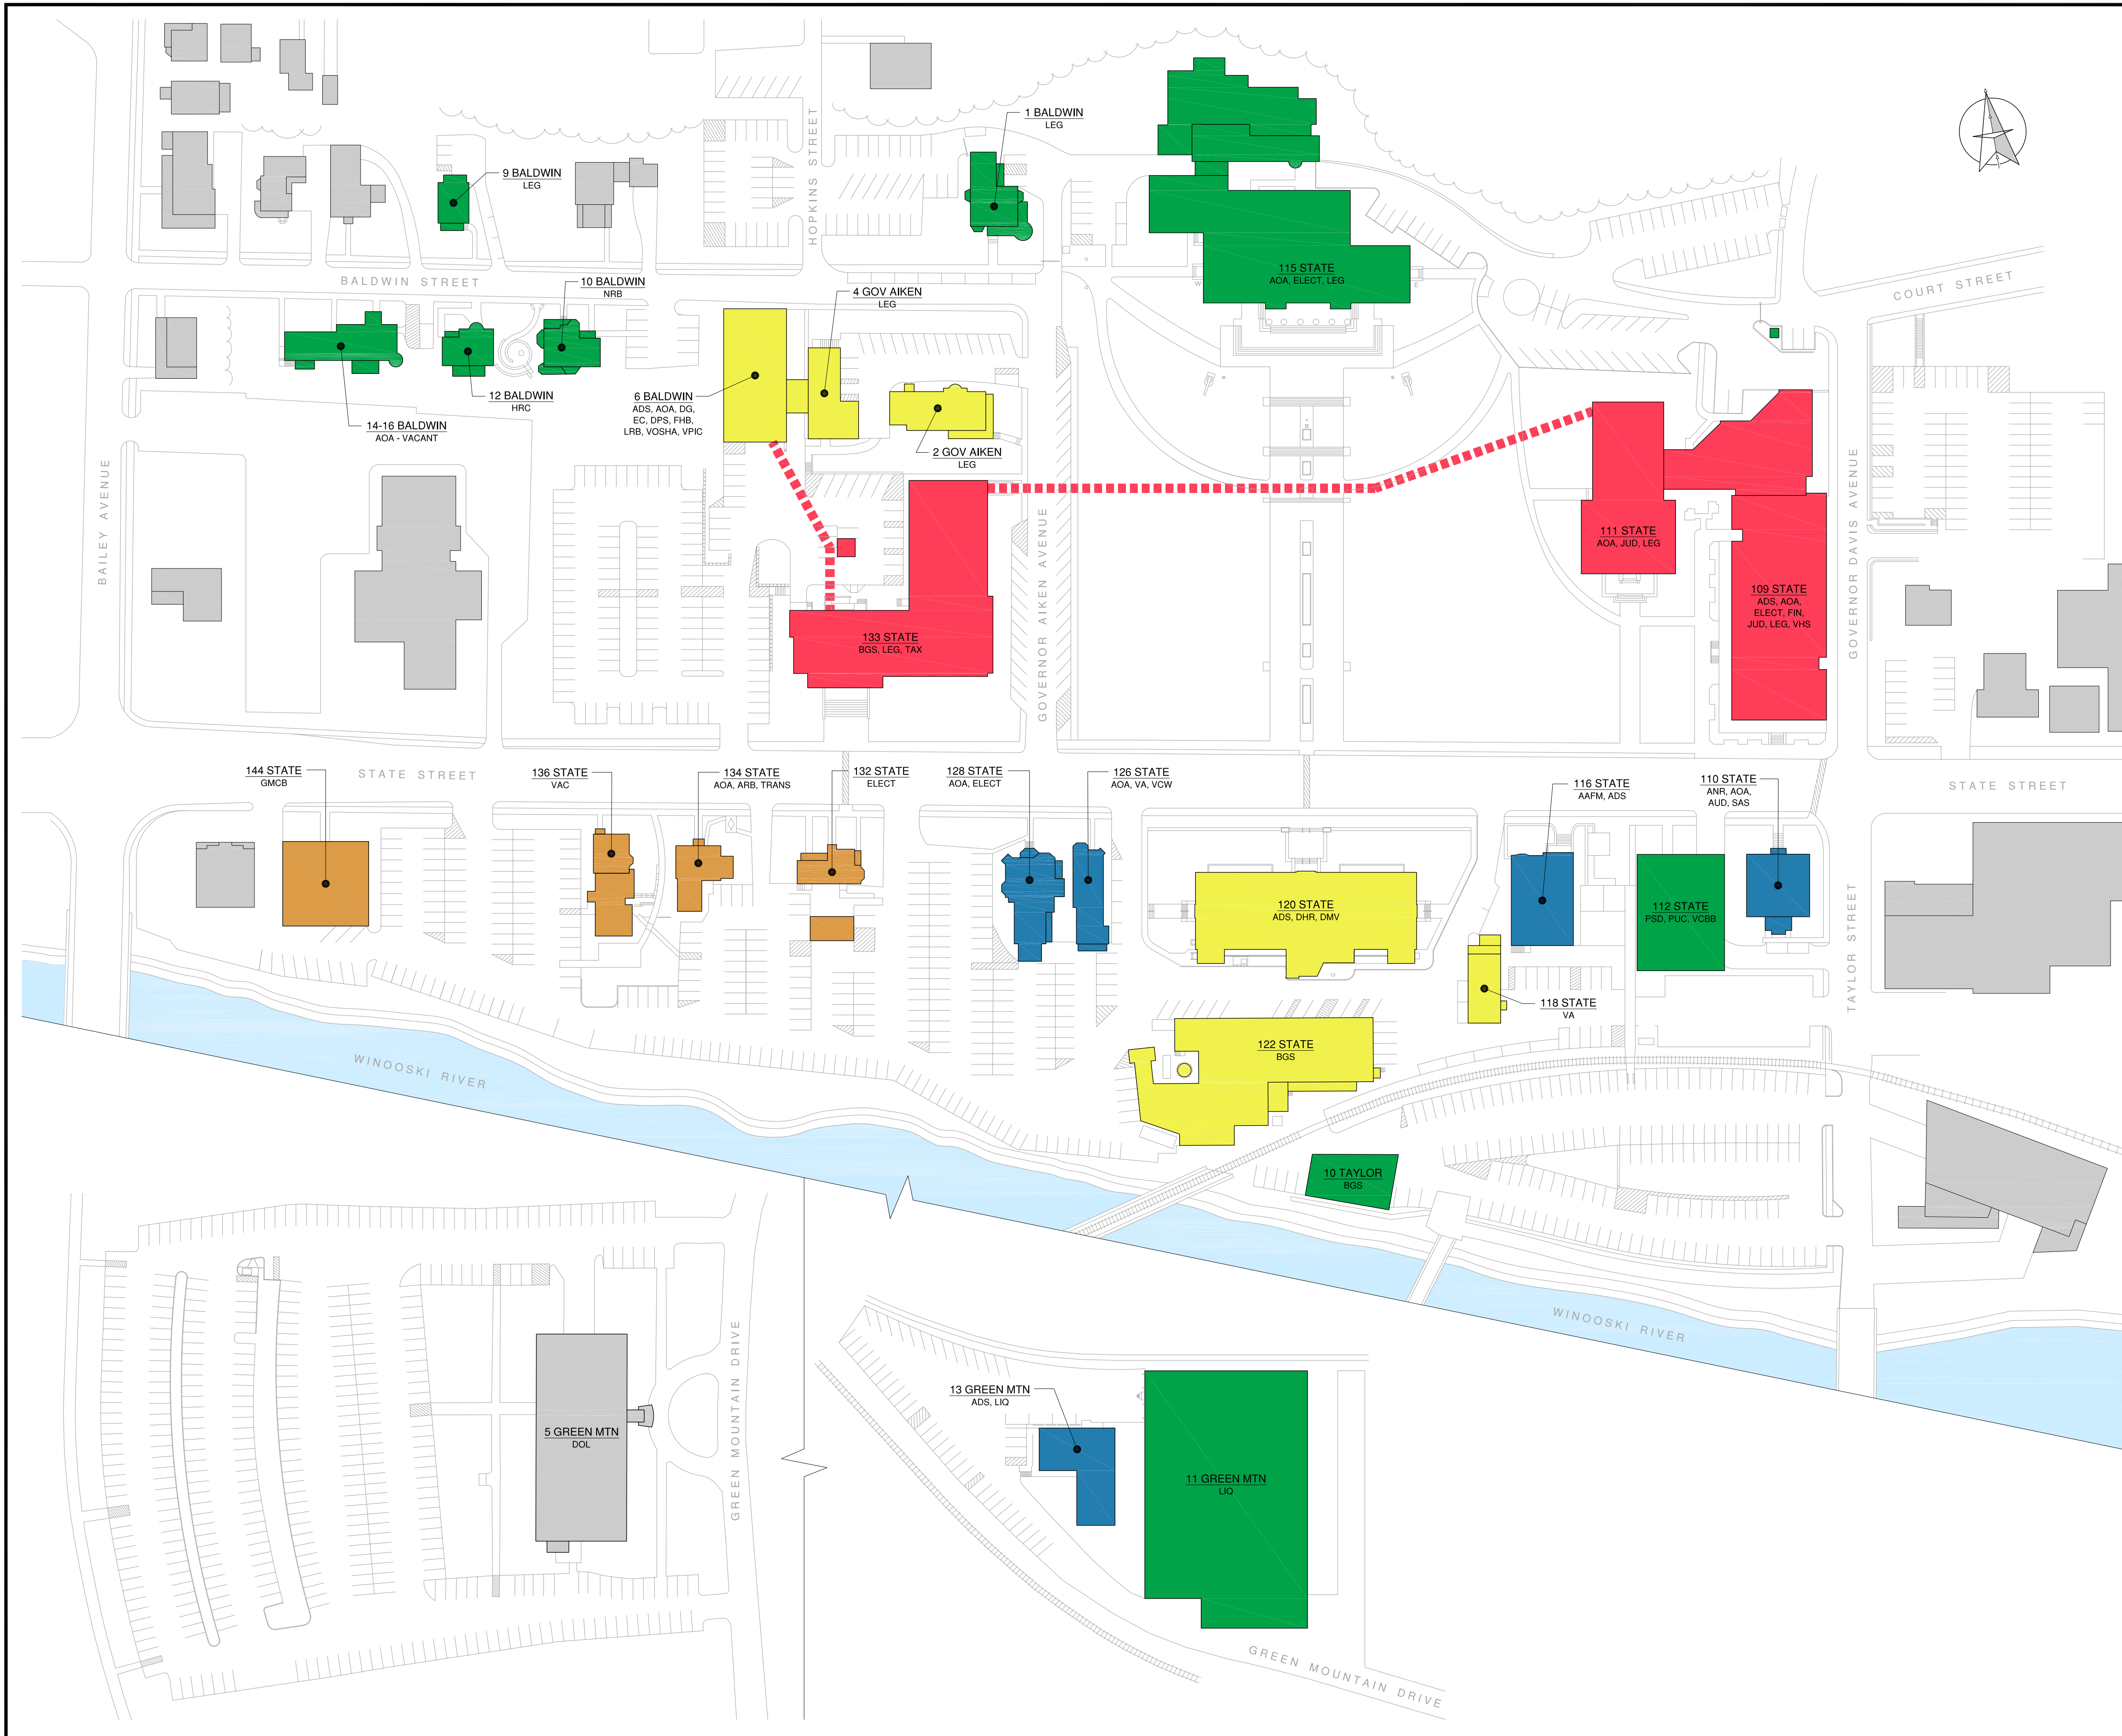 1 BALDWIN
LEG
HOPKINS STREET
9 BALDWIN
LEG
BALDWIN STREET
10 BALDWIN
NRB
4 GOV AIKEN
LEG
115 STATE
AOA, ELECT, LEG
W
E
COURT STREET
12 BALDWIN
HRC
14-16 BALDWIN
AOA - VACANT
6 BALDWIN
ADS, AOA, DG,
EC, DPS, FHB,
LRB, VOSHA, VPIC
2 GOV AIKEN
LEG
BAILEY AVENUE
GOVERNOR AIKEN AVENUE
GOVERNOR DAVIS AVENUE
111 STATE
AOA, JUD, LEG
109 STATE
ADS, AOA,
ELECT, FIN,
JUD, LEG, VHS
133 STATE
BGS, LEG, TAX
144 STATE
GMCB
STATE STREET
136 STATE
VAC
134 STATE
AOA, ARB, TRANS
132 STATE
ELECT
128 STATE
AOA, ELECT
126 STATE
AOA, VA, VCW
116 STATE
AAFM, ADS
110 STATE
ANR, AOA,
AUD, SAS
STATE STREET
120 STATE
ADS, DHR, DMV
112 STATE
PSD, PUC, VCBB
TAYLOR STREET
118 STATE
VA
122 STATE
BGS
WINOOSKI RIVER
10 TAYLOR
BGS
WINOOSKI RIVER
GREEN MOUNTAIN DRIVE
5 GREEN MTN
DOL
13 GREEN MTN
ADS, LIQ
11 GREEN MTN
LIQ
GREEN MOUNTAIN DRIVE